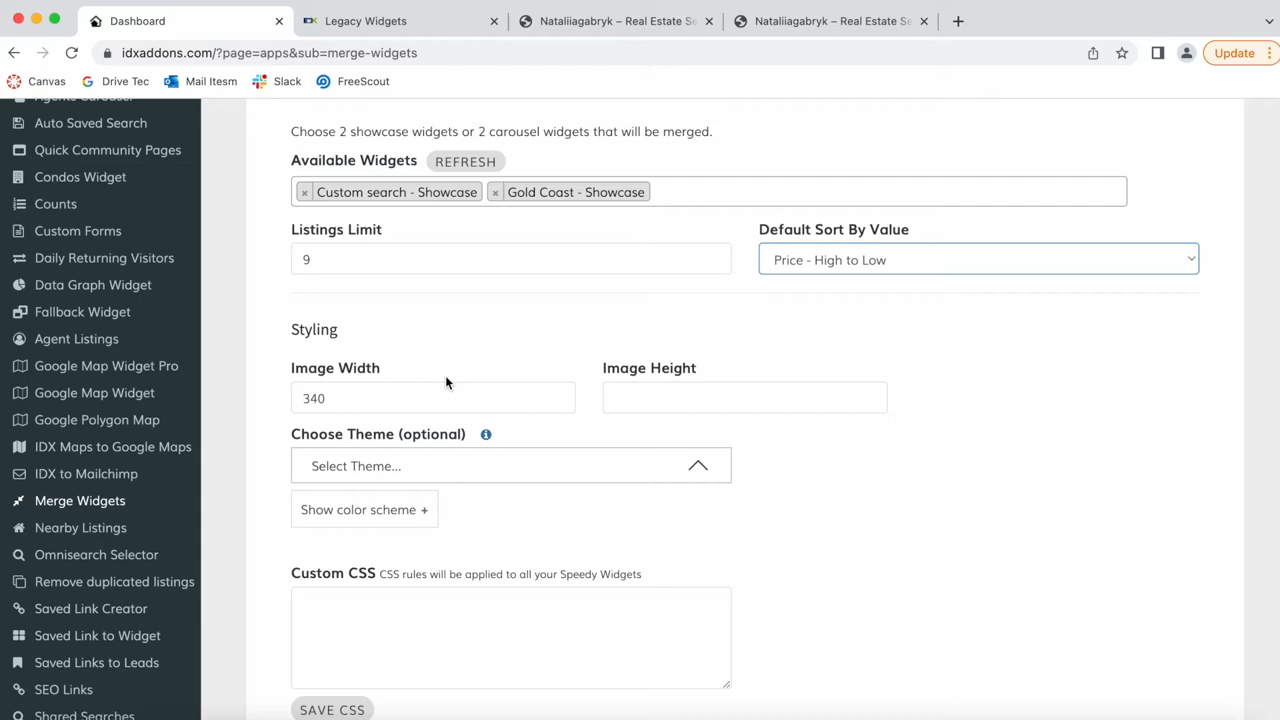 Dashboard
Legacy Widgets
Nataliiagabryk – Real Estate Se
Nataliiagabryk – Real Estate Se
idxaddons.com/?page=apps&sub=merge-widgets
Update
Canvas
Drive Tec
Mail Itesm
Slack
FreeScout
Agents Carousel
Auto Saved Search
Quick Community Pages
Condos Widget
Counts
Custom Forms
Daily Returning Visitors
Data Graph Widget
Fallback Widget
Agent Listings
Google Map Widget Pro
Google Map Widget
Google Polygon Map
IDX Maps to Google Maps
IDX to Mailchimp
Merge Widgets
Nearby Listings
Omnisearch Selector
Remove duplicated listings
Saved Link Creator
Saved Link to Widget
Saved Links to Leads
SEO Links
Shared Searches
Choose 2 showcase widgets or 2 carousel widgets that will be merged.
Available Widgets REFRESH
× Custom search - Showcase × Gold Coast - Showcase
Listings Limit
9
Default Sort By Value
Price - High to Low
Styling
Image Width
340
Image Height
Choose Theme (optional)
Select Theme...
Show color scheme +
Custom CSS CSS rules will be applied to all your Speedy Widgets
SAVE CSS